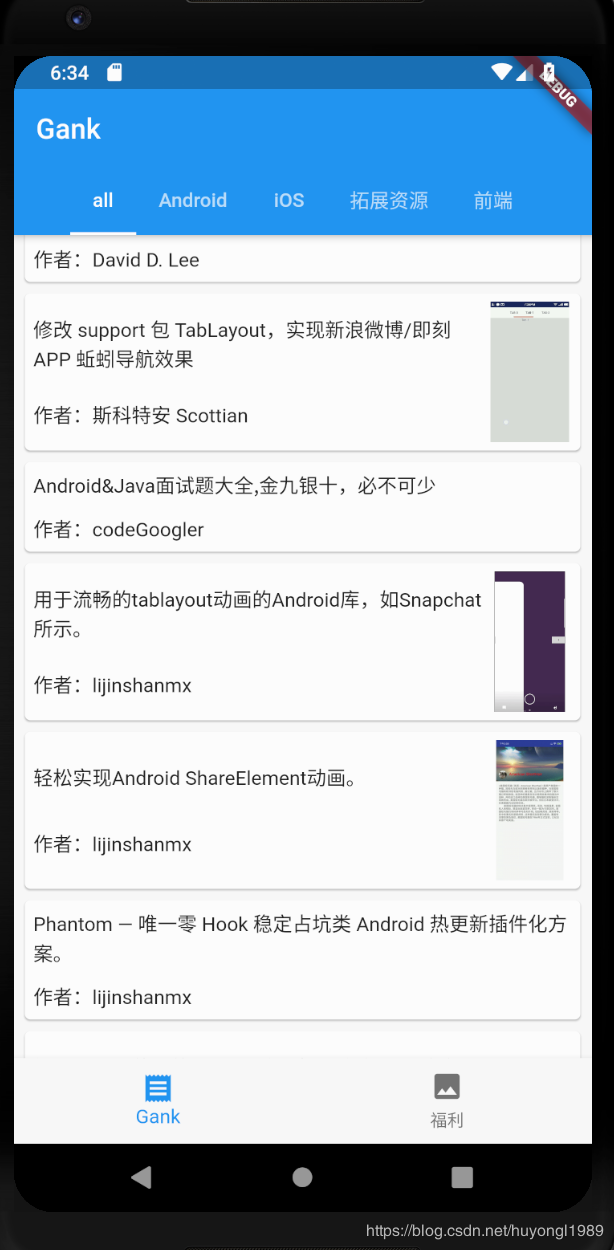 6:34
DEBUG
Gank
all Android iOS 拓展资源 前端
作者：David D. Lee
修改 support 包 TabLayout，实现新浪微博/即刻
APP 蚯蚓导航效果
作者：斯科特安 Scottian
Android&Java面试题大全,金九银十，必不可少
作者：codeGoogler
用于流畅的tablayout动画的Android库，如Snapchat
所示。
作者：lijinshanmx
轻松实现Android ShareElement动画。
作者：lijinshanmx
Phantom — 唯一零 Hook 稳定占坑类 Android 热更新插件化方
案。
作者：lijinshanmx
Gank 福利
https://blog.csdn.net/huyongl1989